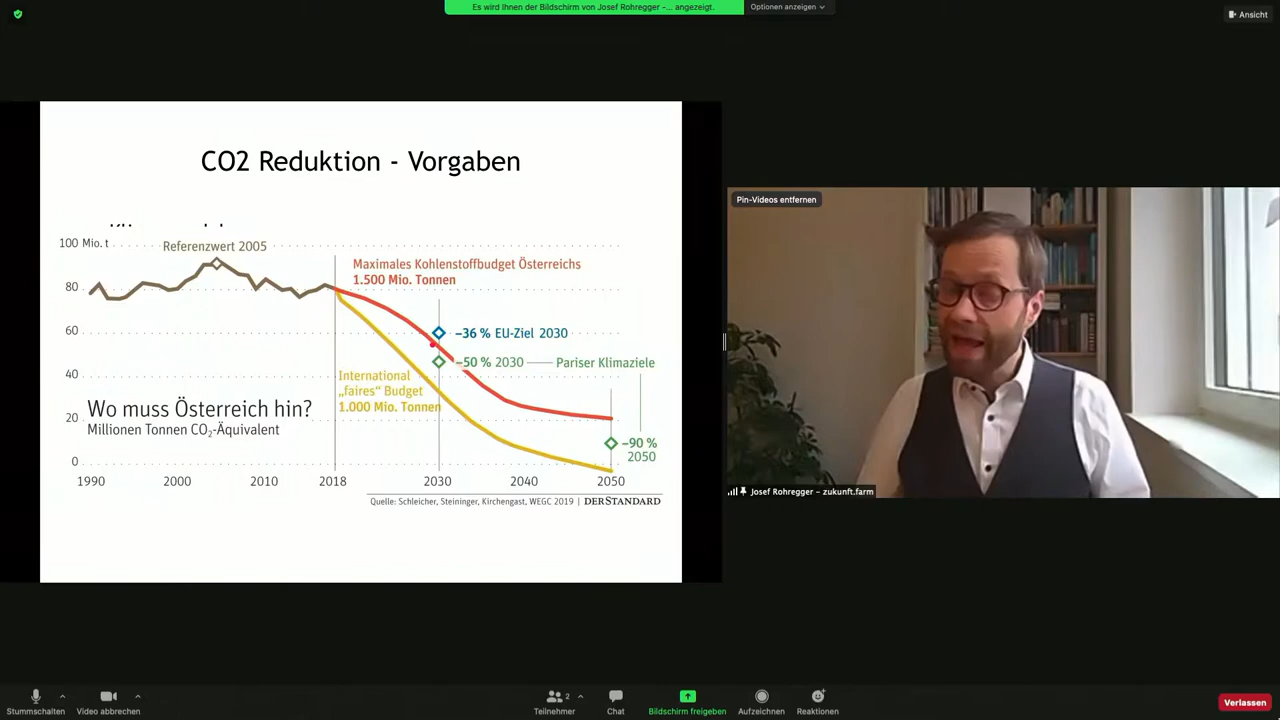 Es wird Ihnen der Bildschirm von Josef Rohregger -... angezeigt.
Optionen anzeigen
Ansicht
CO2 Reduktion - Vorgaben
100 Mio. t
Referenzwert 2005
Maximales Kohlenstoffbudget Österreichs
1.500 Mio. Tonnen
80
60
–36 % EU-Ziel 2030
–50 % 2030
Pariser Klimaziele
40
International
„faires“ Budget
1.000 Mio. Tonnen
Wo muss Österreich hin?
20
Millionen Tonnen CO₂-Äquivalent
–90 %
2050
0
1990
2000
2010
2018
2030
2040
2050
Quelle: Schleicher, Steininger, Kirchengast, WEGC 2019 | DERSTANDARD
Pin-Videos entfernen
Josef Rohregger – zukunft.farm
Stummschalten
Video abbrechen
2
Teilnehmer
Chat
Bildschirm freigeben
Aufzeichnen
Reaktionen
Verlassen